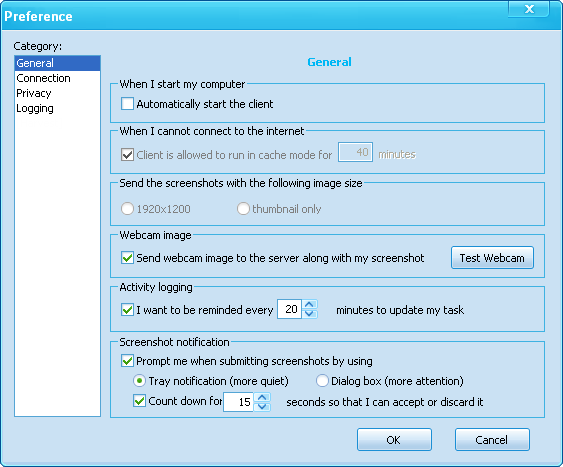 Preference
x
Category:
General
Connection
Privacy
Logging
General
When I start my computer
Automatically start the client
When I cannot connect to the internet
Client is allowed to run in cache mode for 40 minutes
Send the screenshots with the following image size
1920x1200 thumbnail only
Webcam image
Send webcam image to the server along with my screenshot Test Webcam
Activity logging
I want to be reminded every 20 minutes to update my task
Screenshot notification
Prompt me when submitting screenshots by using
Tray notification (more quiet) Dialog box (more attention)
Count down for 15 seconds so that I can accept or discard it
OK Cancel